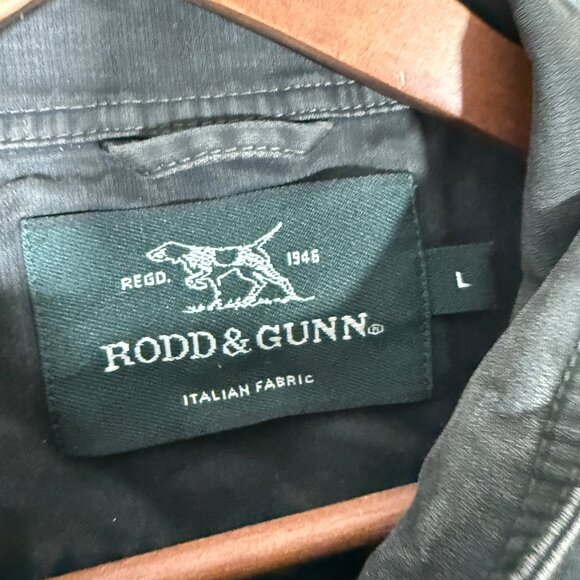 REGD. 1946
L
RODD & GUNN®
ITALIAN FABRIC